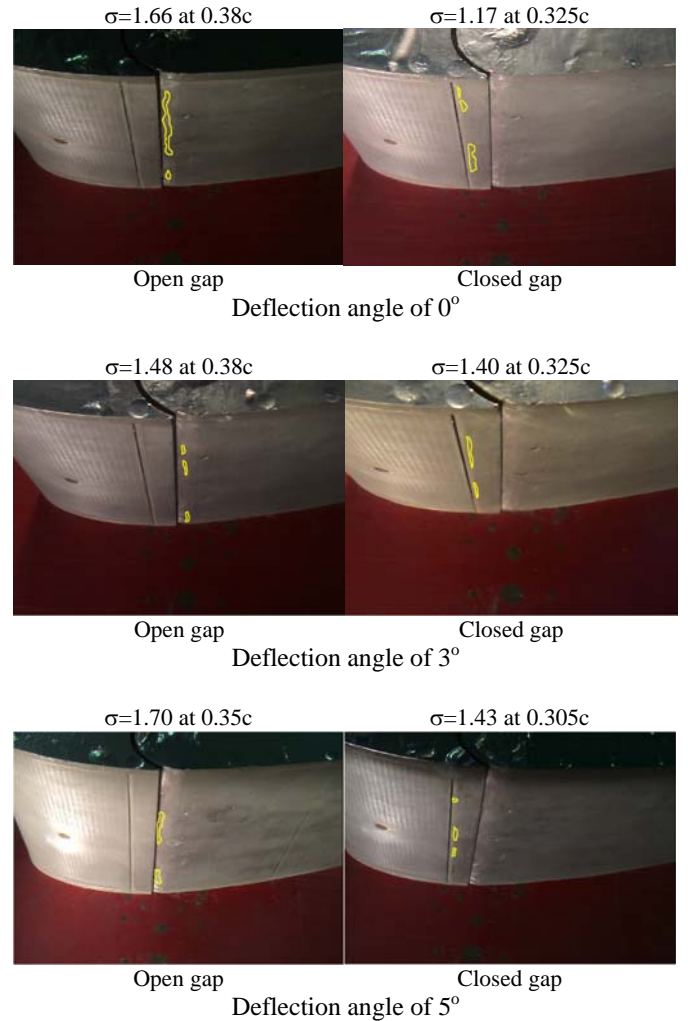 σ=1.66 at 0.38c σ=1.17 at 0.325c
Open gap Closed gap
Deflection angle of 0°
σ=1.48 at 0.38c σ=1.40 at 0.325c
Open gap Closed gap
Deflection angle of 3°
σ=1.70 at 0.35c σ=1.43 at 0.305c
Open gap Closed gap
Deflection angle of 5°